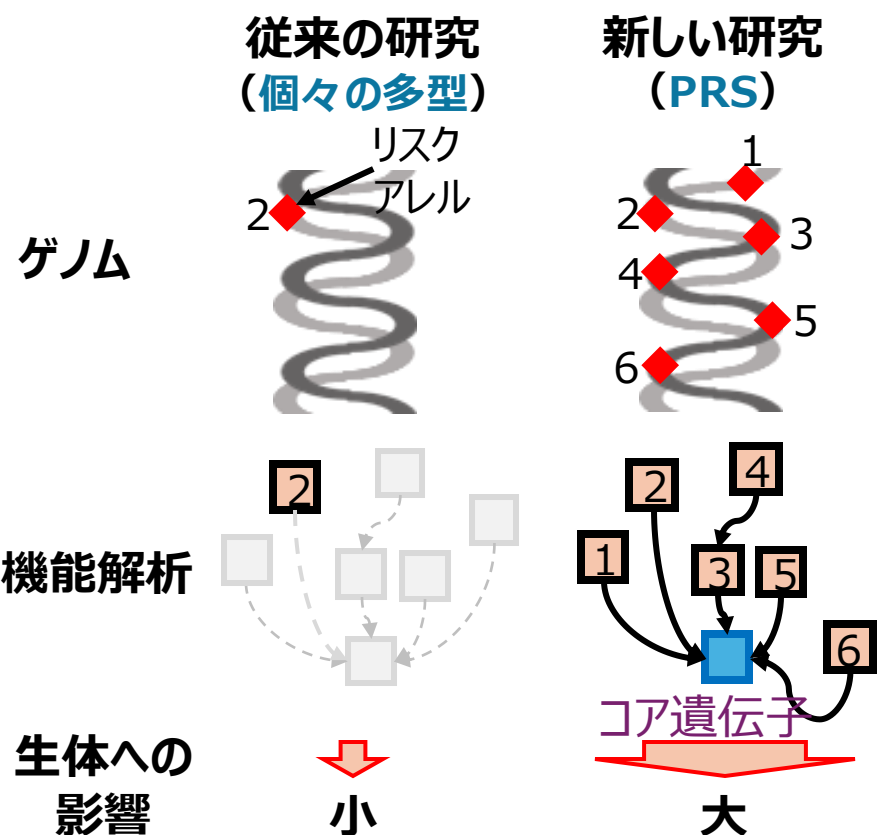 従来の研究
(個々の多型)
新しい研究
(PRS)
リスク
アレル
2
1
2
3
4
5
6
ゲノム
機能解析
2
4
2
1
3
5
6
コア遺伝子
生体への
影響
小
大